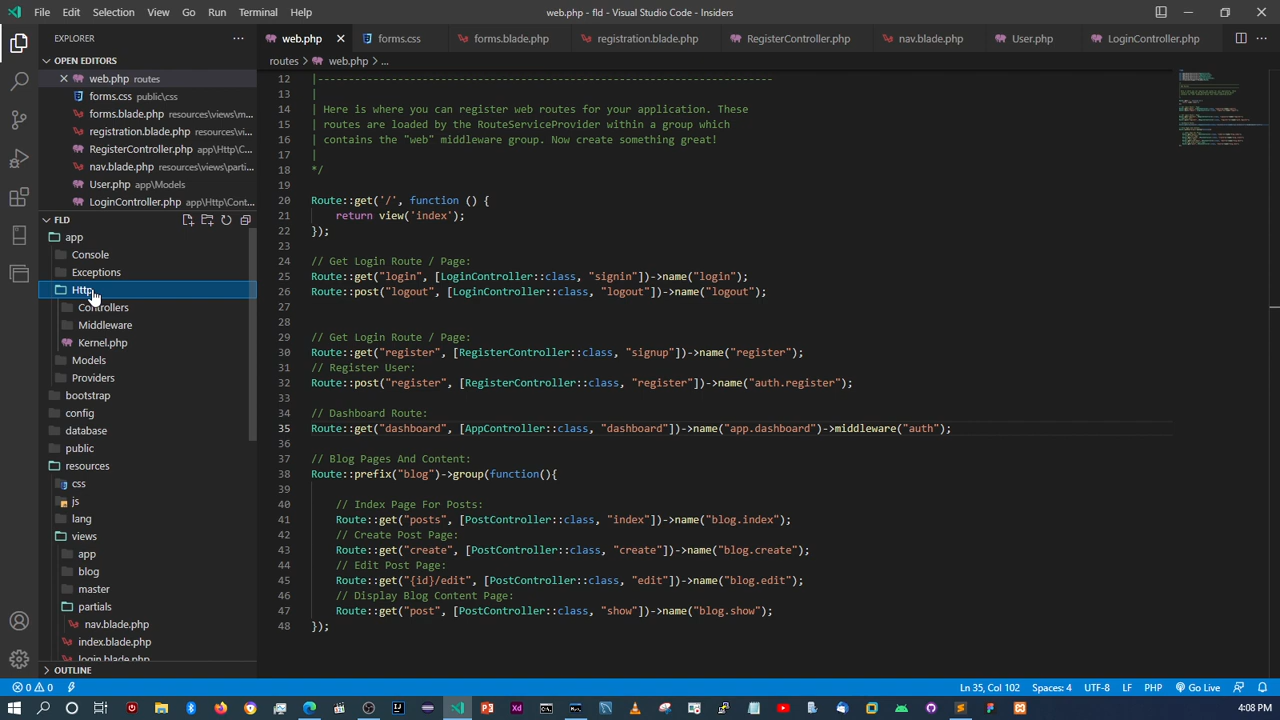 File Edit Selection View Go Run Terminal Help
web.php - fld - Visual Studio Code - Insiders
EXPLORER
OPEN EDITORS
web.php routes
forms.css public\css
forms.blade.php resources\views\m...
registration.blade.php resources\vi...
RegisterController.php app\Http\C...
nav.blade.php resources\views\parti...
User.php app\Models
LoginController.php app\Http\Cont...
FLD
app
Console
Exceptions
Http
Controllers
Middleware
Kernel.php
Models
Providers
bootstrap
config
database
public
resources
css
js
lang
views
app
blog
master
partials
nav.blade.php
index.blade.php
login.blade.php
OUTLINE
web.php forms.css forms.blade.php registration.blade.php RegisterController.php nav.blade.php User.php LoginController.php
routes > web.php > ...
12 |--------------------------------------------------------------------------
13 |
14 | Here is where you can register web routes for your application. These
15 | routes are loaded by the RouteServiceProvider within a group which
16 | contains the "web" middleware group. Now create something great!
17 |
18 */
19
20 Route::get('/', function () {
21 return view('index');
22 });
23
24 // Get Login Route / Page:
25 Route::get("login", [LoginController::class, "signin"])->name("login");
26 Route::post("logout", [LoginController::class, "logout"])->name("logout");
27
28
29 // Get Login Route / Page:
30 Route::get("register", [RegisterController::class, "signup"])->name("register");
31 // Register User:
32 Route::post("register", [RegisterController::class, "register"])->name("auth.register");
33
34 // Dashboard Route:
35 Route::get("dashboard", [AppController::class, "dashboard"])->name("app.dashboard")->middleware("auth");
36
37 // Blog Pages And Content:
38 Route::prefix("blog")->group(function(){
39
40 // Index Page For Posts:
41 Route::get("posts", [PostController::class, "index"])->name("blog.index");
42 // Create Post Page:
43 Route::get("create", [PostController::class, "create"])->name("blog.create");
44 // Edit Post Page:
45 Route::get("{id}/edit", [PostController::class, "edit"])->name("blog.edit");
46 // Display Blog Content Page:
47 Route::get("post", [PostController::class, "show"])->name("blog.show");
48 });
0 0
Ln 35, Col 102 Spaces: 4 UTF-8 LF PHP Go Live
4:08 PM